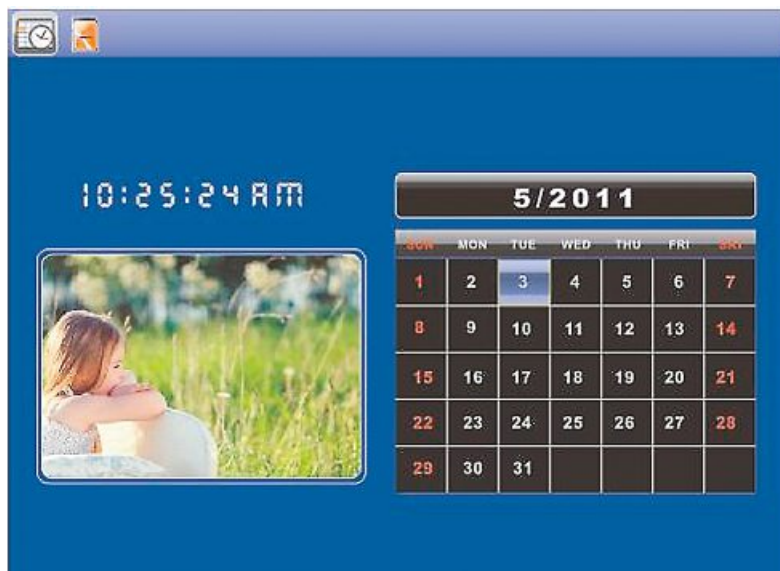 10:25:24 AM
5/2011
SUN MON TUE WED THU FRI SAT
1 2 3 4 5 6 7
8 9 10 11 12 13 14
15 16 17 18 19 20 21
22 23 24 25 26 27 28
29 30 31